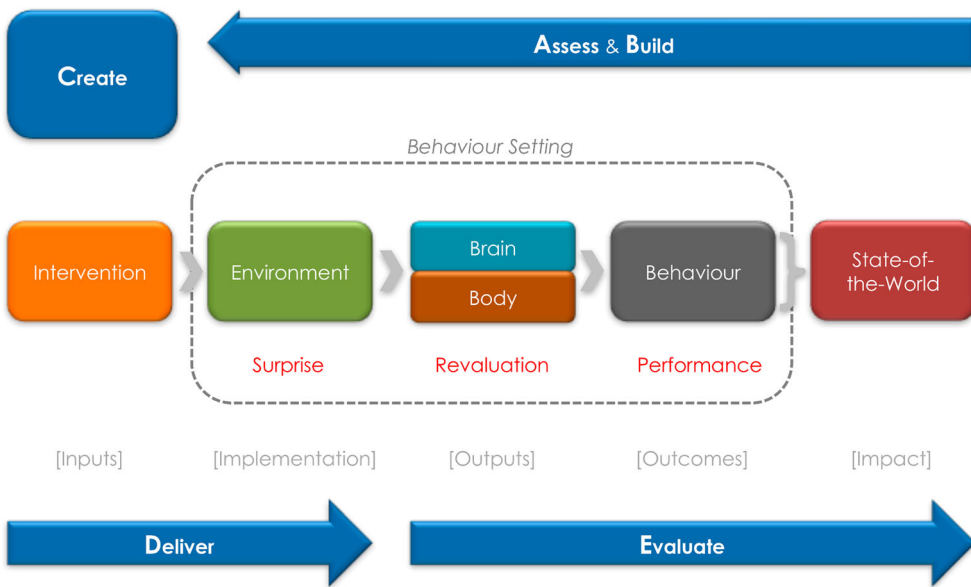 Create
Assess & Build
Behaviour Setting
Intervention
Environment
Brain
Body
Behaviour
State-of-
the-World
Surprise
Revaluation
Performance
[Inputs]
[Implementation]
[Outputs]
[Outcomes]
[Impact]
Deliver
Evaluate